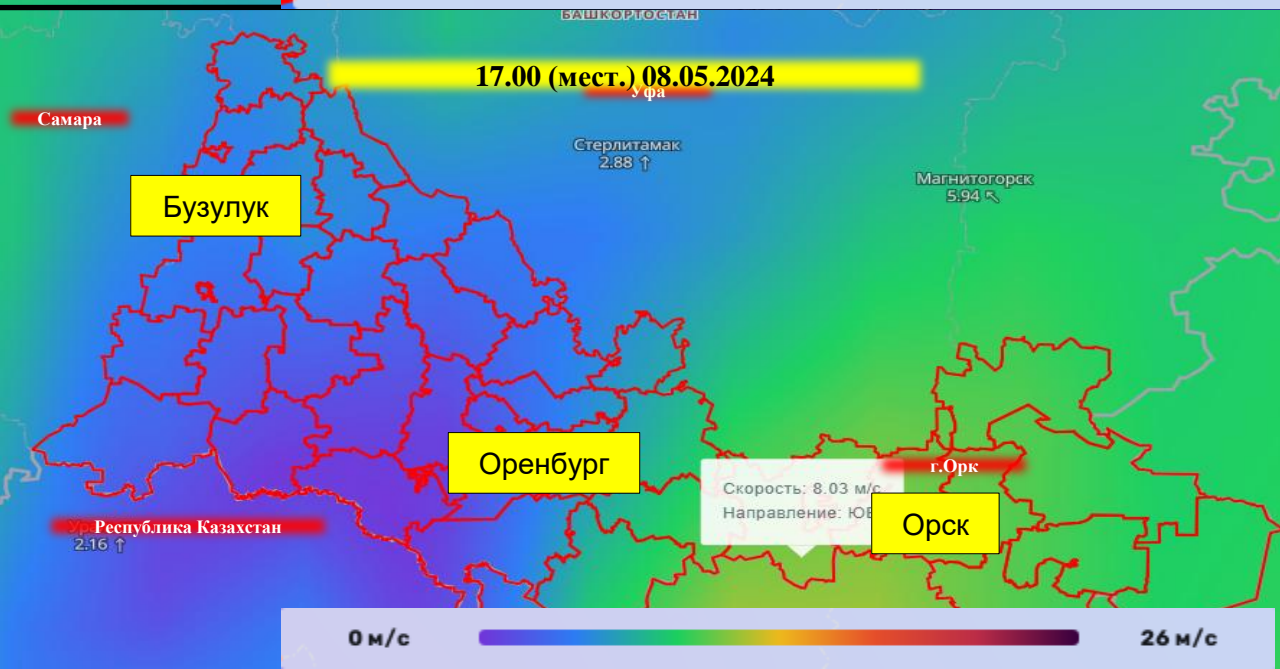 БАШКОРТОСТАН
17.00 (мест.) 08.05.2024
Уфа
Самара
Стерлитамак
2.88 ↑
Магнитогорск
5.94 ↖
Бузулук
Оренбург
г.Орк
Скорость: 8.03 м/с
Направление: ЮВ
Орск
Республика Казахстан
2.16 ↑
0 м/с
26 м/с